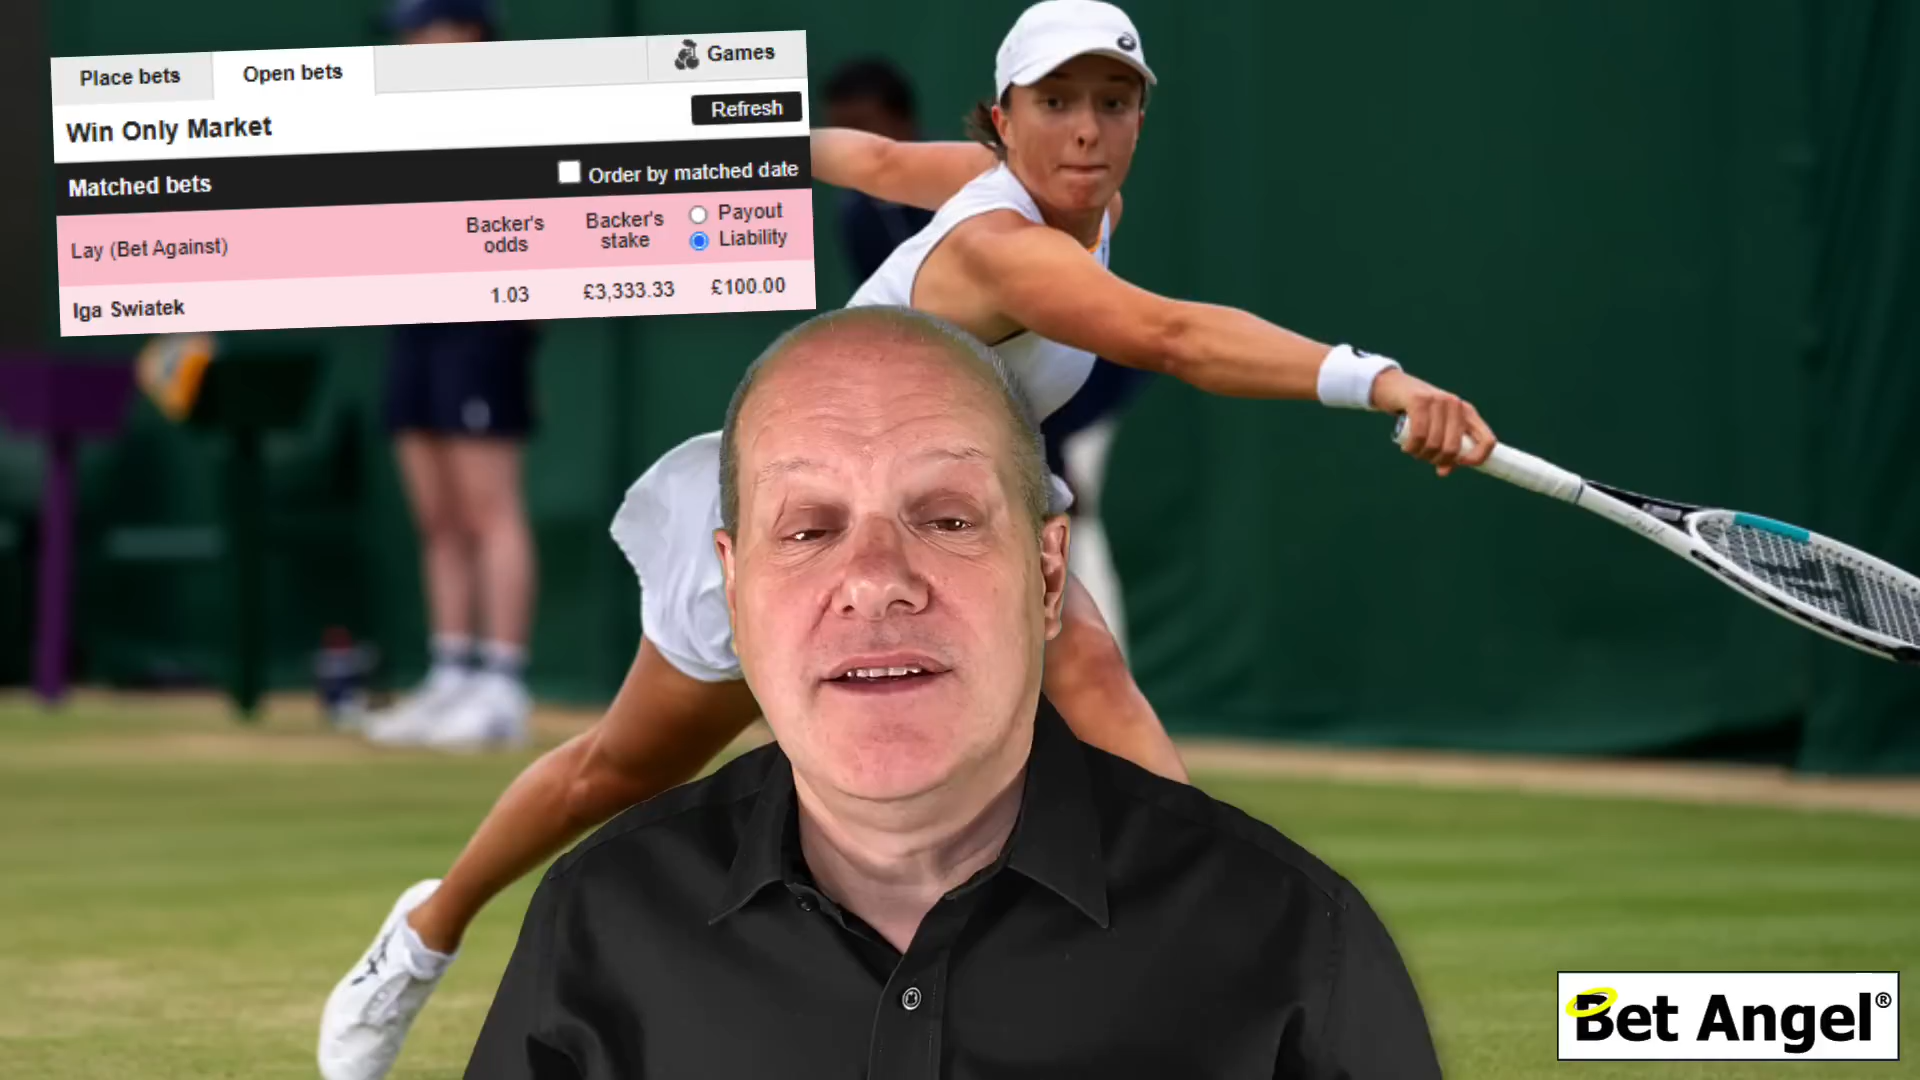 Place bets Open bets Games
Win Only Market Refresh
Matched bets Order by matched date
Lay (Bet Against) Backer's odds Backer's stake Payout Liability
Iga Swiatek 1.03 £3,333.33 £100.00
Bet Angel®